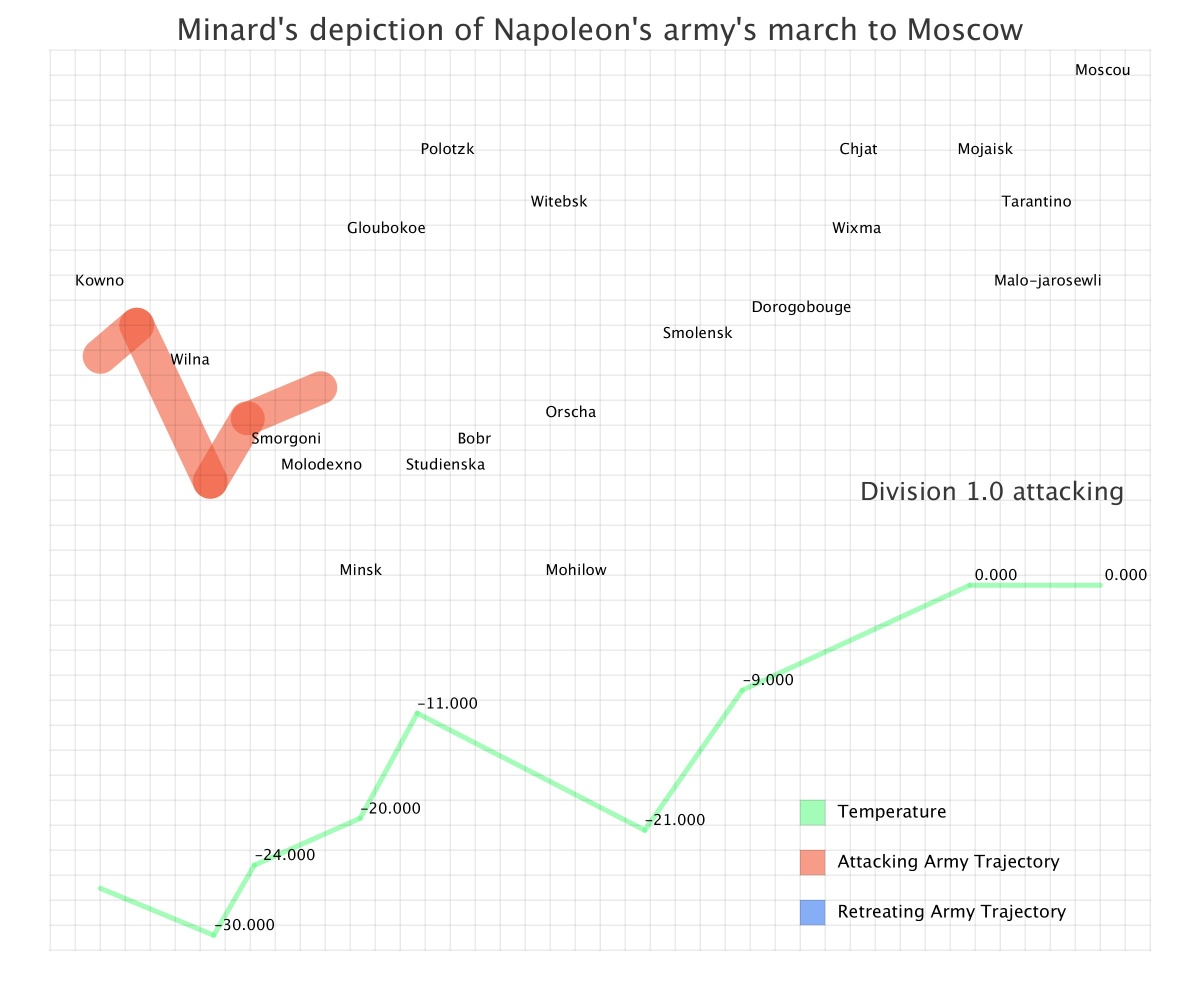 Minard's depiction of Napoleon's army's march to Moscow
Moscou
Polotzk
Chjat
Mojaisk
Witebsk
Tarantino
Gloubokoe
Wixma
Kowno
Malo-jarosewli
Dorogobouge
Smolensk
Wilna
Orscha
Smorgoni
Bobr
Molodexno
Studienska
Division 1.0 attacking
Minsk
Mohilow
0.000
0.000
-9.000
-11.000
-20.000
-21.000
-24.000
-30.000
Temperature
Attacking Army Trajectory
Retreating Army Trajectory